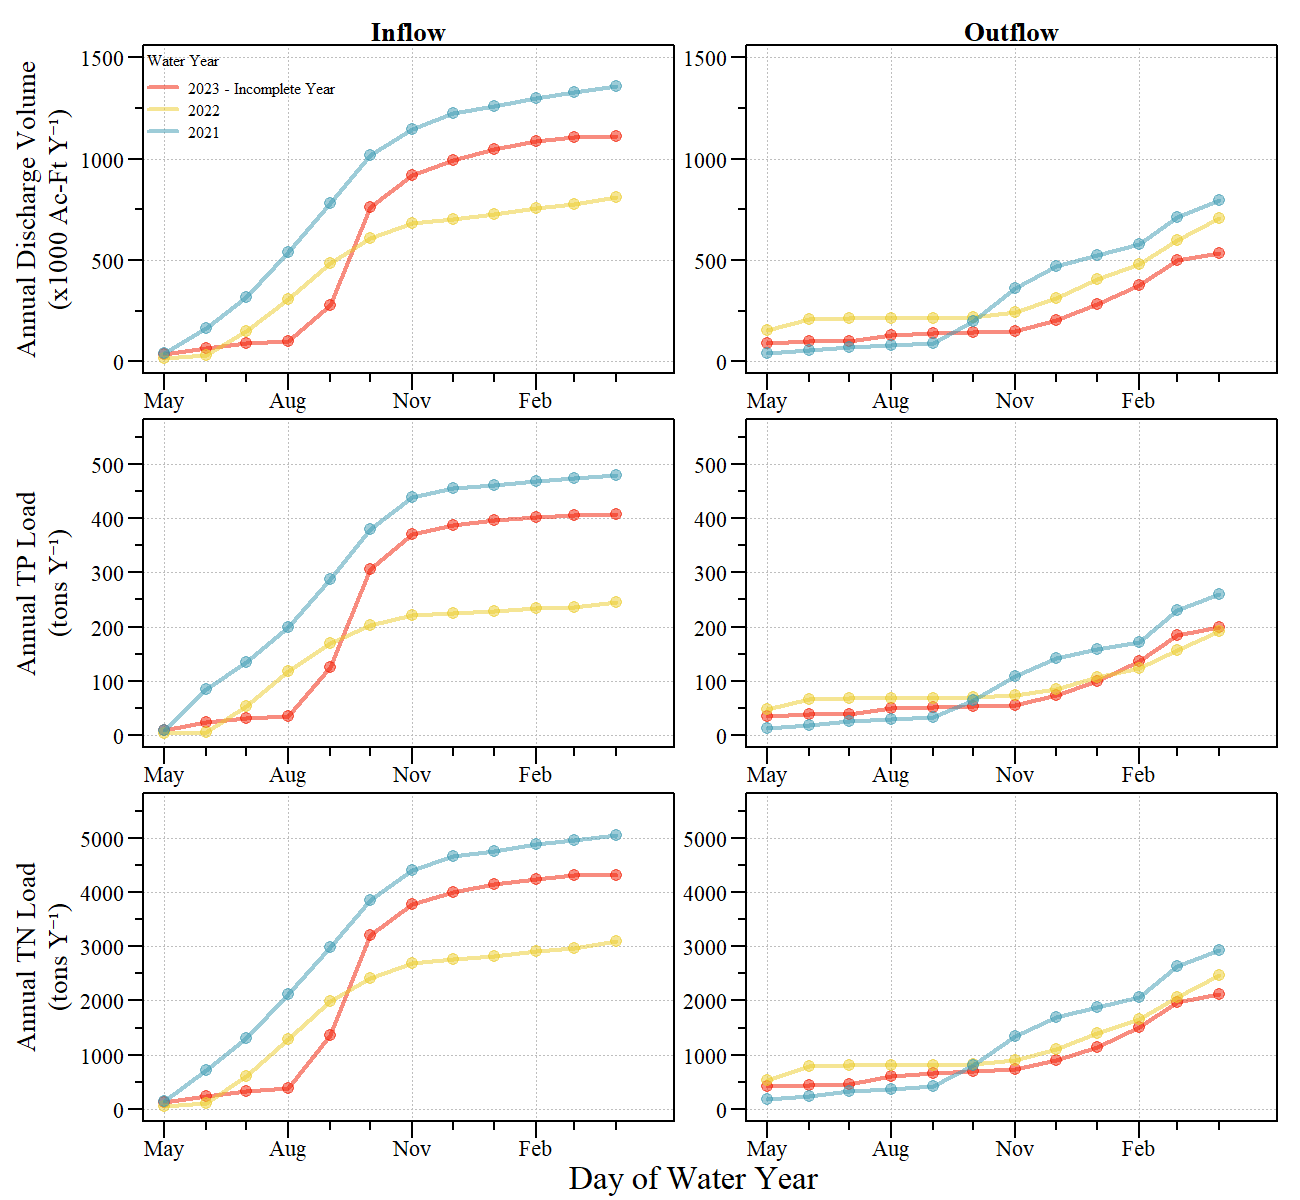 Inflow
Outflow
Annual Discharge Volume
(x1000 Ac-Ft Y⁻¹)
1500
1000
500
0
Water Year
2023 - Incomplete Year
2022
2021
May
Aug
Nov
Feb
1500
1000
500
0
May
Aug
Nov
Feb
Annual TP Load
(tons Y⁻¹)
500
400
300
200
100
0
May
Aug
Nov
Feb
500
400
300
200
100
0
May
Aug
Nov
Feb
Annual TN Load
(tons Y⁻¹)
5000
4000
3000
2000
1000
0
May
Aug
Nov
Feb
5000
4000
3000
2000
1000
0
May
Aug
Nov
Feb
Day of Water Year